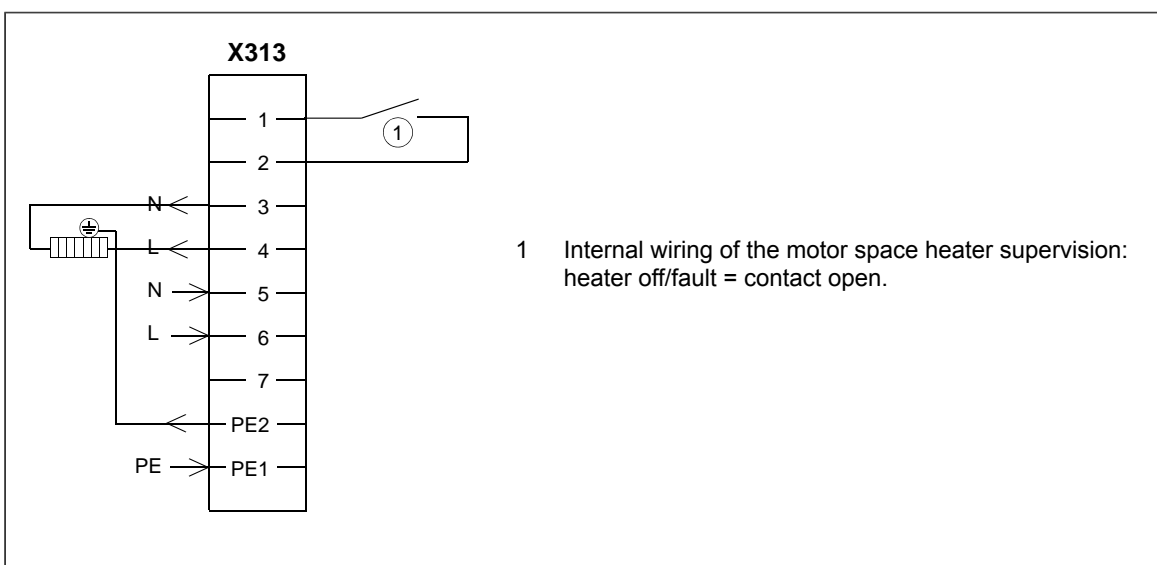 X313
1
1
2
N 3
L 4
N 5
L 6
7
PE2
PE PE1
1 Internal wiring of the motor space heater supervision:
heater off/fault = contact open.